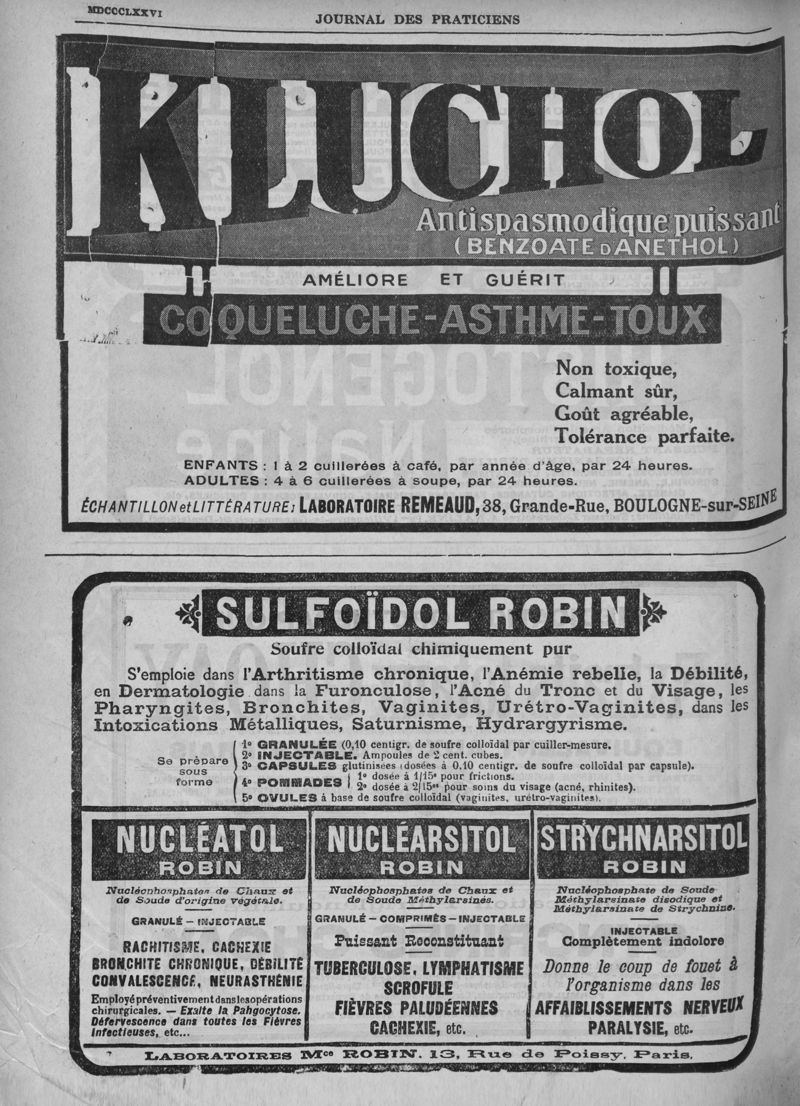 MDCCCLXXVI
JOURNAL DES PRATICIENS
KLUCHOL
Antispasmodique puissant
(BENZOATE D'ANETHOL)
AMÉLIORE ET GUÉRIT
COQUELUCHE-ASTHME-TOUX
Non toxique,
Calmant sûr,
Goût agréable,
Tolérance parfaite.
ENFANTS : 1 à 2 cuillerées à café, par année d'âge, par 24 heures.
ADULTES : 4 à 6 cuillerées à soupe, par 24 heures.
ÉCHANTILLON et LITTÉRATURE; LABORATOIRE REMEAUD, 38, Grande-Rue, BOULOGNE-sur-SEINE
SULFOÏDOL ROBIN
Soufre colloïdal chimiquement pur
S'emploie dans l'Arthritisme chronique, l'Anémie rebelle, la Débilité,
en Dermatologie dans la Furonculose, l'Acné du Tronc et du Visage, les
Pharyngites, Bronchites, Vaginites, Urétro-Vaginites, dans les
Intoxications Métalliques, Saturnisme, Hydrargyrisme.
Se prépare
sous
forme
1º GRANULÉE (0,10 centigr. de soufre colloïdal par cuiller-mesure.
2º INJECTABLE. Ampoules de 2 cent. cubes.
3º CAPSULES glutinisées (dosées à 0,10 centigr. de soufre colloïdal par capsule).
4º POMMADES
1º dosée à 1/15e pour frictions.
2º dosée à 2/15es pour soins du visage (acné, rhinites).
5º OVULES à base de soufre colloïdal (vaginites, urétro-vaginites).
NUCLÉATOL
ROBIN
Nucléophosphates de Chaux et
de Soude d'origine végétale.
GRANULÉ — INJECTABLE
RACHITISME, CACHEXIE
BRONCHITE CHRONIQUE, DÉBILITÉ
CONVALESCENCE, NEURASTHÉNIE
Employé préventivement dans les opérations
chirurgicales. — Exalte la Pahgocytose.
Défervescence dans toutes les Fièvres
Infectieuses, etc...
NUCLÉARSITOL
ROBIN
Nucléophosphates de Chaux et
de Soude Méthylarsinés.
GRANULÉ — COMPRIMÉS — INJECTABLE
Puissant Reconstituant
TUBERCULOSE, LYMPHATISME
SCROFULE
FIÈVRES PALUDÉENNES
CACHEXIE, etc.
STRYCHNARSITOL
ROBIN
Nucléophosphate de Soude
Méthylarsinate disodique et
Méthylarsinate de Strychnine.
INJECTABLE
Complètement indolore
Donne le coup de fouet à
l'organisme dans les
AFFAIBLISSEMENTS NERVEUX
PARALYSIE, etc.
LABORATOIRES Mce ROBIN, 13, Rue de Poissy, Paris.